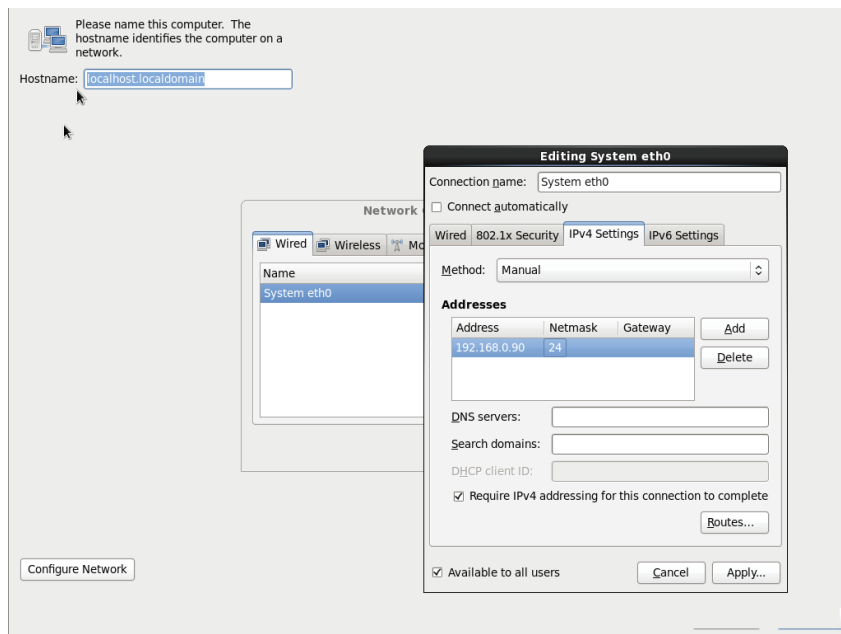 Please name this computer.  The
hostname identifies the computer on a
network.
Hostname: localhost.localdomain
Editing System eth0
Connection name: System eth0
Connect automatically
Network
Wired Wireless
Wired 802.1x Security IPv4 Settings IPv6 Settings
Name
System eth0
Method: Manual
Addresses
Address Netmask Gateway
192.168.0.90 24
Add
Delete
DNS servers:
Search domains:
DHCP client ID:
Require IPv4 addressing for this connection to complete
Routes...
Configure Network
Available to all users
Cancel Apply...